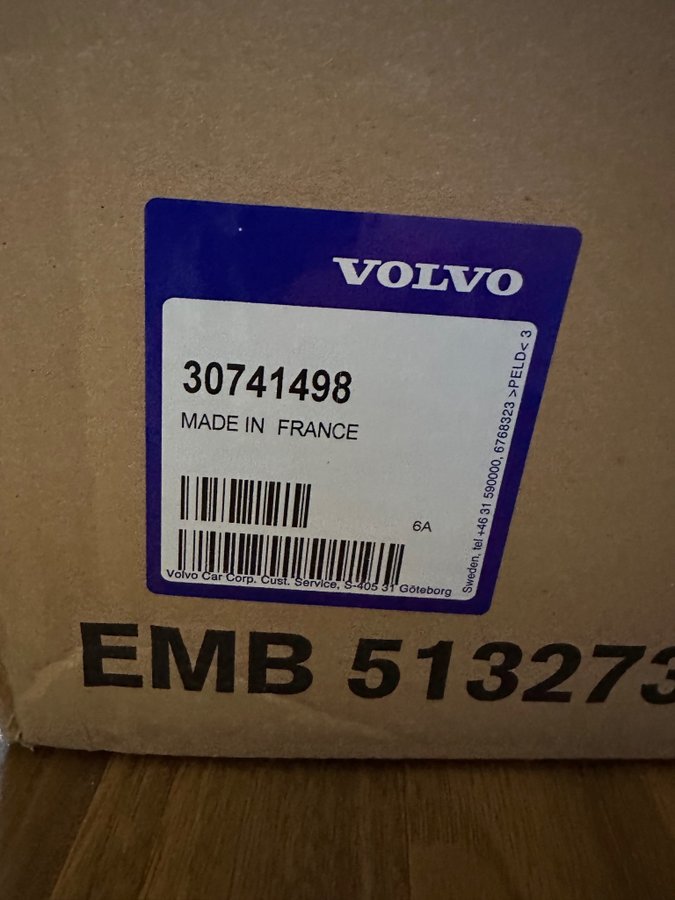 VOLVO
30741498
MADE IN FRANCE
6A
Volvo Car Corp. Cust. Service, S-405 31 Göteborg
Sweden, tel +46 31 590000, 6768323 >PELD< 3
EMB 513273